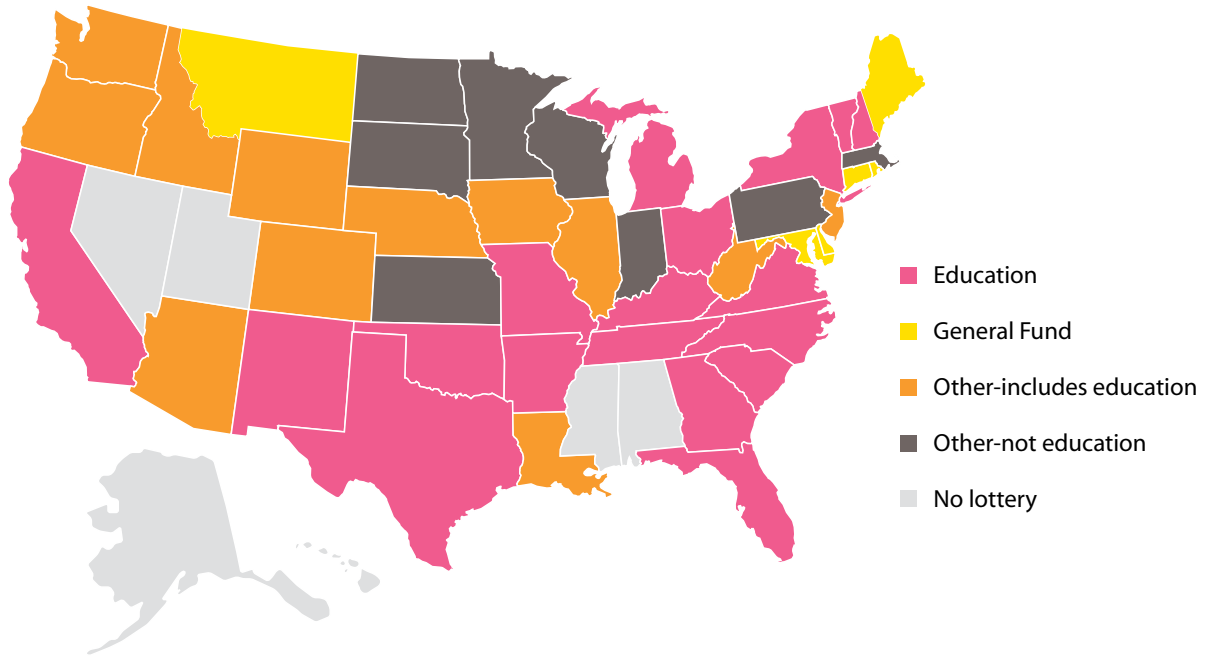 Education
General Fund
Other-includes education
Other-not education
No lottery